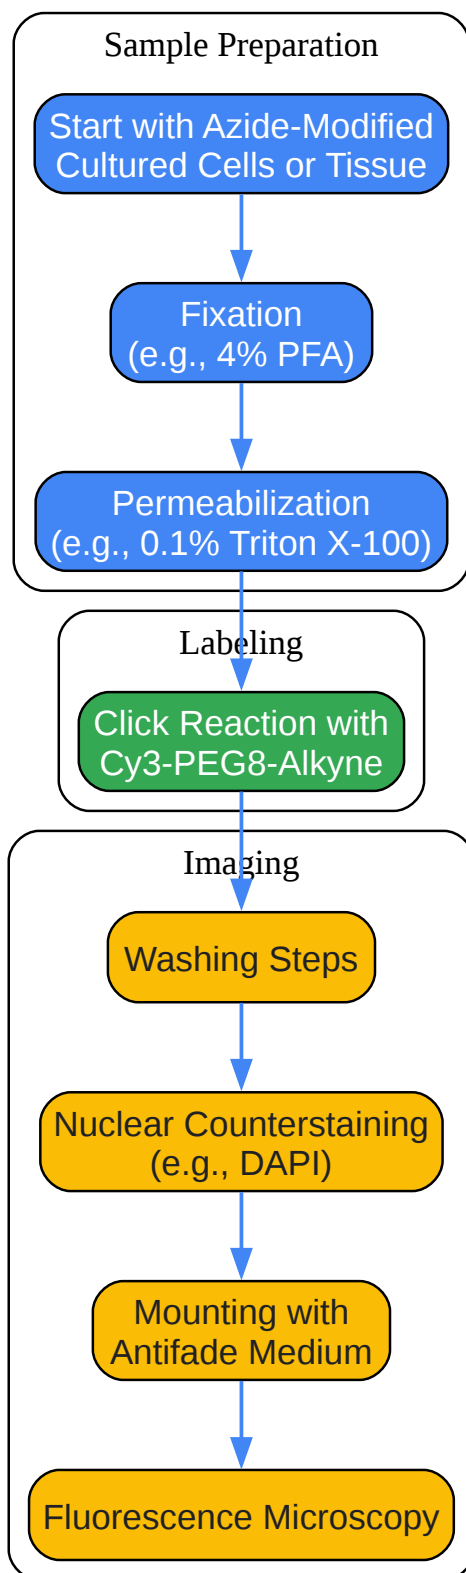 Sample Preparation
Start with Azide-Modified
Cultured Cells or Tissue
Fixation
(e.g., 4% PFA)
Permeabilization
(e.g., 0.1% Triton X-100)
Labeling
Click Reaction with
Cy3-PEG8-Alkyne
Imaging
Washing Steps
Nuclear Counterstaining
(e.g., DAPI)
Mounting with
Antifade Medium
Fluorescence Microscopy